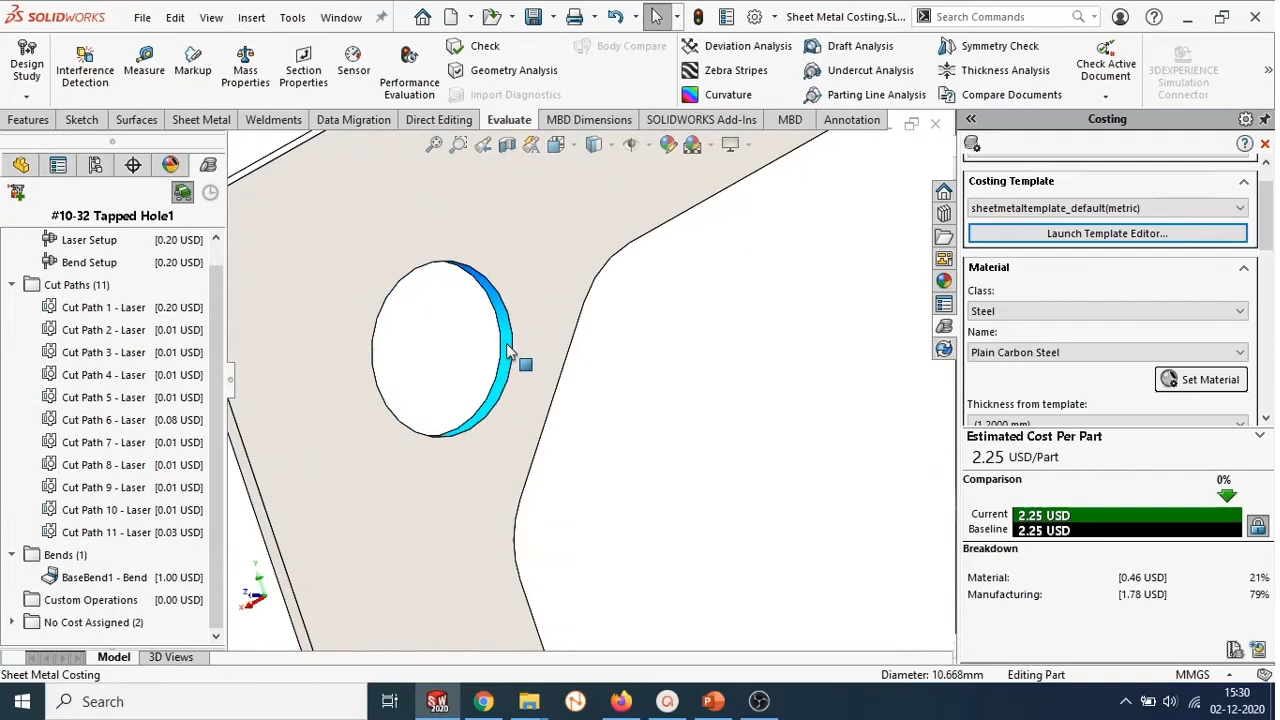 SOLIDWORKS File Edit View Insert Tools Window Sheet Metal Costing.SL... Search Commands
Design Study
Interference Detection
Measure
Markup
Mass Properties
Section Properties
Sensor
Performance Evaluation
Check
Geometry Analysis
Import Diagnostics
Body Compare
Deviation Analysis
Zebra Stripes
Curvature
Draft Analysis
Undercut Analysis
Parting Line Analysis
Symmetry Check
Thickness Analysis
Compare Documents
Check Active Document
3DEXPERIENCE Simulation Connector
Features Sketch Surfaces Sheet Metal Weldments Data Migration Direct Editing Evaluate MBD Dimensions SOLIDWORKS Add-Ins MBD Annotation
#10-32 Tapped Hole1
Laser Setup [0.20 USD]
Bend Setup [0.20 USD]
Cut Paths (11)
Cut Path 1 - Laser [0.20 USD]
Cut Path 2 - Laser [0.01 USD]
Cut Path 3 - Laser [0.01 USD]
Cut Path 4 - Laser [0.01 USD]
Cut Path 5 - Laser [0.01 USD]
Cut Path 6 - Laser [0.08 USD]
Cut Path 7 - Laser [0.01 USD]
Cut Path 8 - Laser [0.01 USD]
Cut Path 9 - Laser [0.01 USD]
Cut Path 10 - Laser [0.01 USD]
Cut Path 11 - Laser [0.03 USD]
Bends (1)
BaseBend1 - Bend [1.00 USD]
Custom Operations [0.00 USD]
No Cost Assigned (2)
Y
Z
X
Costing
Costing Template
sheetmetaltemplate_default(metric)
Launch Template Editor...
Material
Class:
Steel
Name:
Plain Carbon Steel
Set Material
Thickness from template:
(1.2000 mm)
Estimated Cost Per Part
2.25 USD/Part
Comparison 0%
Current 2.25 USD
Baseline 2.25 USD
Breakdown
Material: [0.46 USD] 21%
Manufacturing: [1.78 USD] 79%
Model 3D Views
Sheet Metal Costing Diameter: 10.668mm Editing Part MMGS
Search
15:30
02-12-2020